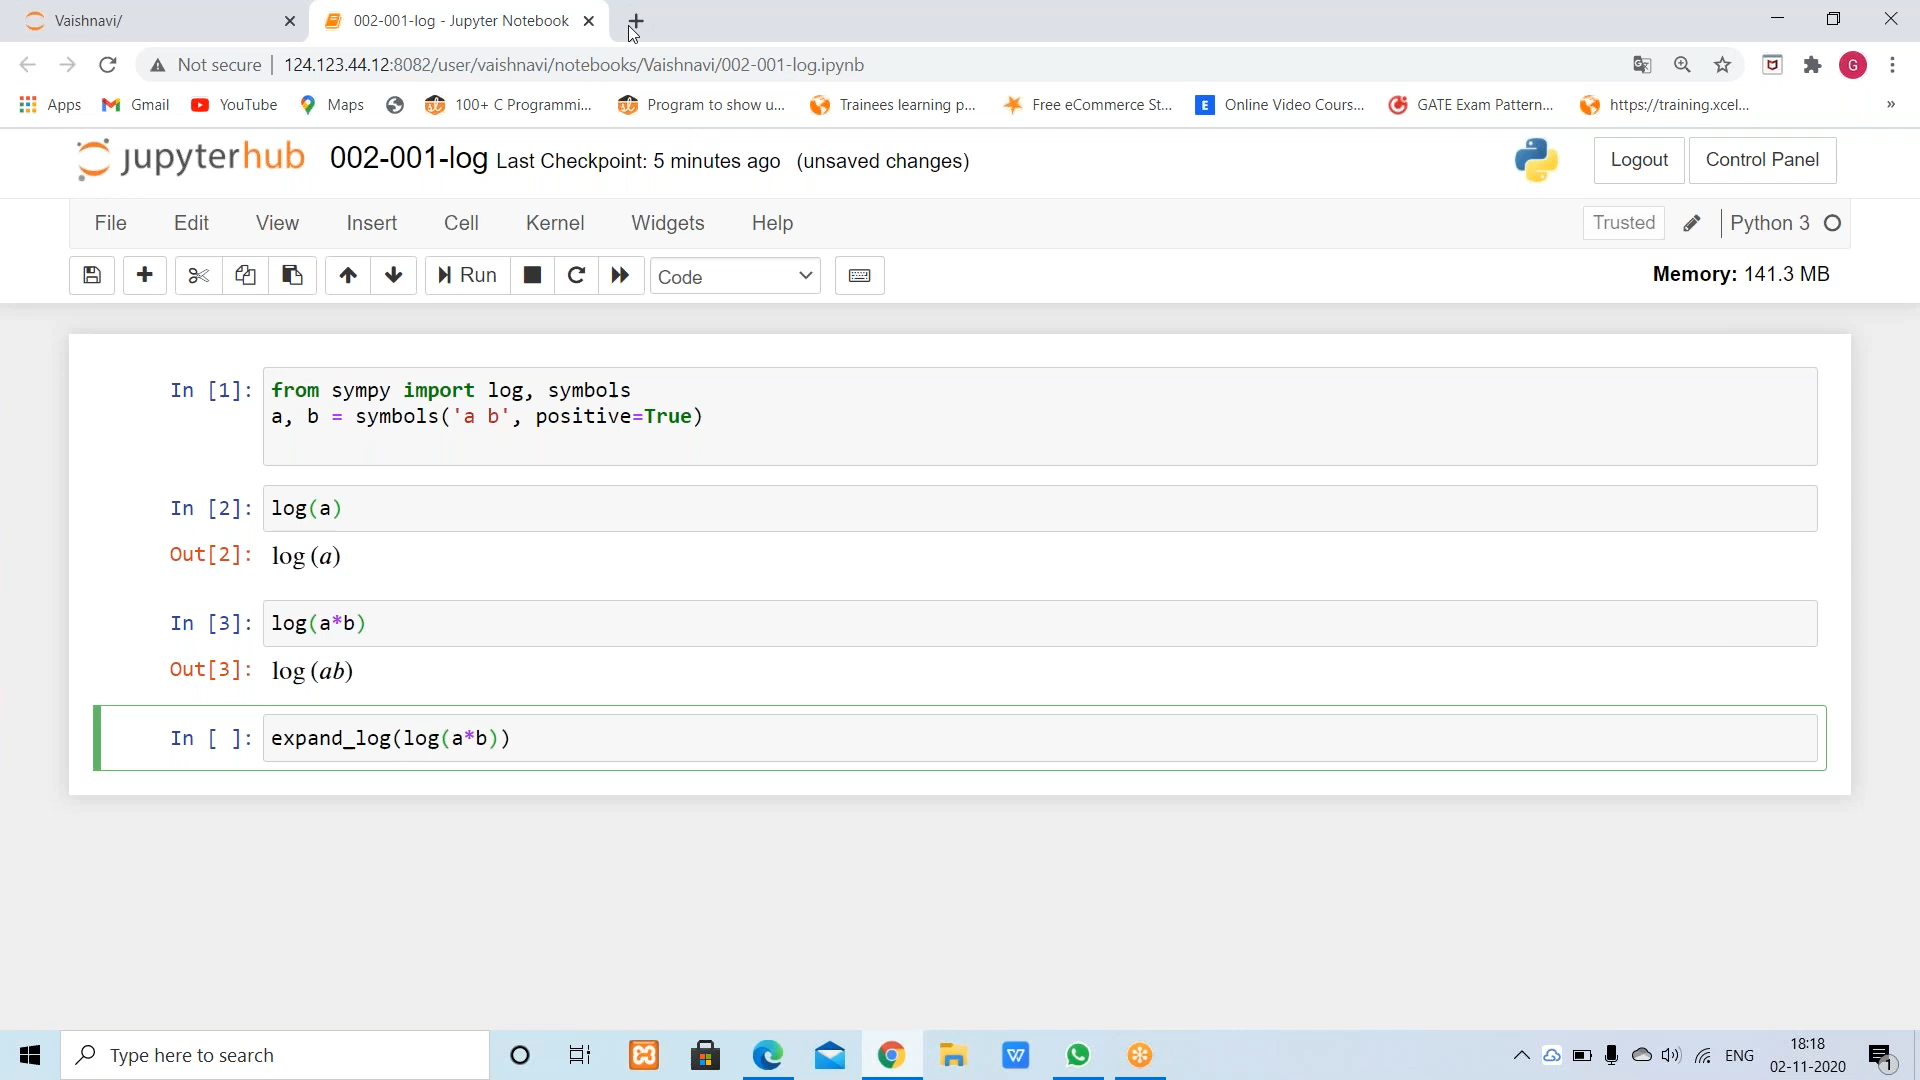 Vaishnavi/
002-001-log - Jupyter Notebook
Not secure | 124.123.44.12:8082/user/vaishnavi/notebooks/Vaishnavi/002-001-log.ipynb
G
Apps Gmail YouTube Maps 100+ C Programmi... Program to show u... Trainees learning p... Free eCommerce St... E Online Video Cours... GATE Exam Pattern... https://training.xcel... »
jupyterhub 002-001-log Last Checkpoint: 5 minutes ago (unsaved changes) Logout Control Panel
File Edit View Insert Cell Kernel Widgets Help Trusted Python 3
Run Code Memory: 141.3 MB
In [1]: from sympy import log, symbols
a, b = symbols('a b', positive=True)
In [2]: log(a)
Out[2]: log (a)
In [3]: log(a*b)
Out[3]: log (ab)
In [ ]: expand_log(log(a*b))
Type here to search
W
ENG
18:18
02-11-2020
1